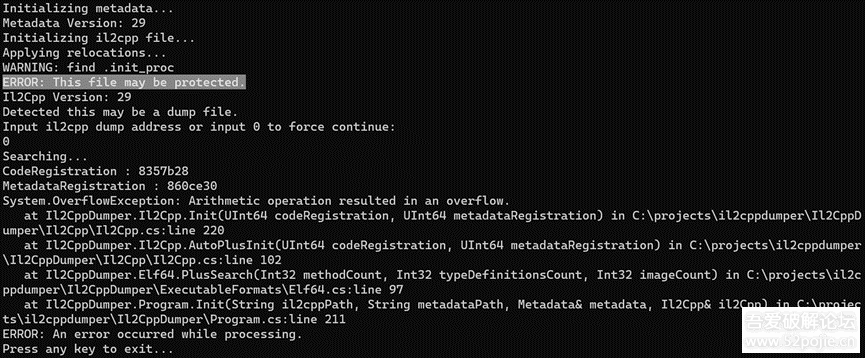 Initializing metadata...
Metadata Version: 29
Initializing il2cpp file...
Applying relocations...
WARNING: find .init_proc
ERROR: This file may be protected.
Il2Cpp Version: 29
Detected this may be a dump file.
Input il2cpp dump address or input 0 to force continue:
0
Searching...
CodeRegistration : 8357b28
MetadataRegistration : 860ce30
System.OverflowException: Arithmetic operation resulted in an overflow.
   at Il2CppDumper.Il2Cpp.Init(UInt64 codeRegistration, UInt64 metadataRegistration) in C:\projects\il2cppdumper\Il2CppD
umper\Il2Cpp\Il2Cpp.cs:line 220
   at Il2CppDumper.Il2Cpp.AutoPlusInit(UInt64 codeRegistration, UInt64 metadataRegistration) in C:\projects\il2cppdumper
\Il2CppDumper\Il2Cpp\Il2Cpp.cs:line 102
   at Il2CppDumper.Elf64.PlusSearch(Int32 methodCount, Int32 typeDefinitionsCount, Int32 imageCount) in C:\projects\il2c
ppdumper\Il2CppDumper\ExecutableFormats\Elf64.cs:line 97
   at Il2CppDumper.Program.Init(String il2cppPath, String metadataPath, Metadata& metadata, Il2Cpp& il2Cpp) in C:\projec
ts\il2cppdumper\Il2CppDumper\Program.cs:line 211
ERROR: An error occurred while processing.
Press any key to exit...
吾爱破解论坛
www.52pojie.cn